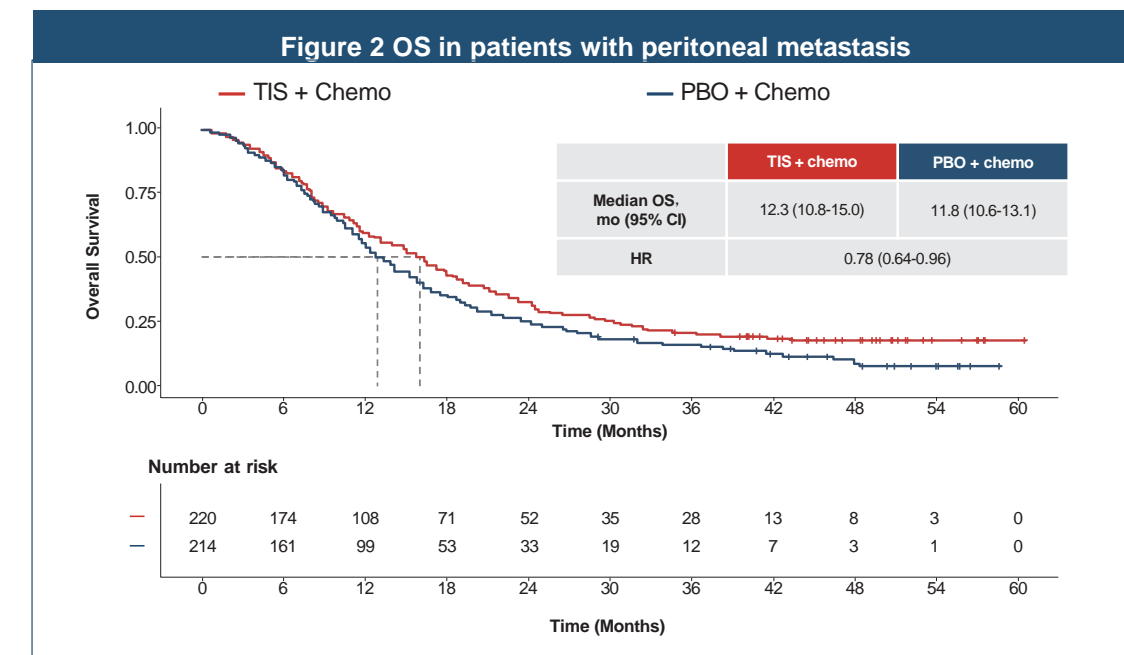 Figure 2 OS in patients with peritoneal metastasis
TIS + Chemo
PBO + Chemo
TIS + chemo
PBO + chemo
Median OS,
mo (95% CI)
12.3 (10.8-15.0)
11.8 (10.6-13.1)
HR
0.78 (0.64-0.96)
Overall Survival
1.00
0.75
0.50
0.25
0.00
0 6 12 18 24 30 36 42 48 54 60
Time (Months)
Number at risk
220 174 108 71 52 35 28 13 8 3 0
214 161 99 53 33 19 12 7 3 1 0
0 6 12 18 24 30 36 42 48 54 60
Time (Months)